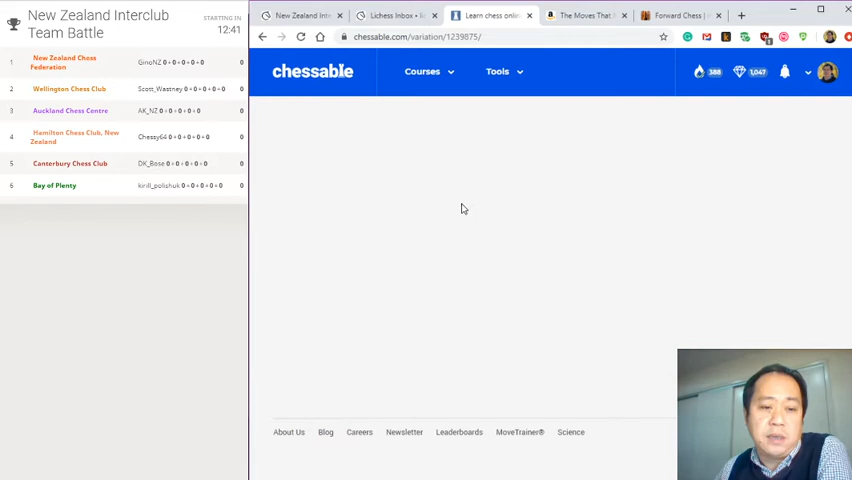 New Zealand Interclub
Team Battle
STARTING IN
12:41
1 New Zealand Chess Federation GinoNZ 0+0+0+0+0 0
2 Wellington Chess Club Scott_Wastney 0+0+0+0+0 0
3 Auckland Chess Centre AK_NZ 0+0+0+0+0 0
4 Hamilton Chess Club, New Zealand Chessy64 0+0+0+0+0 0
5 Canterbury Chess Club DK_Bose 0+0+0+0+0 0
6 Bay of Plenty kirill_polishuk 0+0+0+0+0 0
New Zealand Inte
Lichess Inbox • li
Learn chess onlin
The Moves That
Forward Chess |
chessable.com/variation/1239875/
chessable
Courses
Tools
388
1,047
About Us
Blog
Careers
Newsletter
Leaderboards
MoveTrainer®
Science